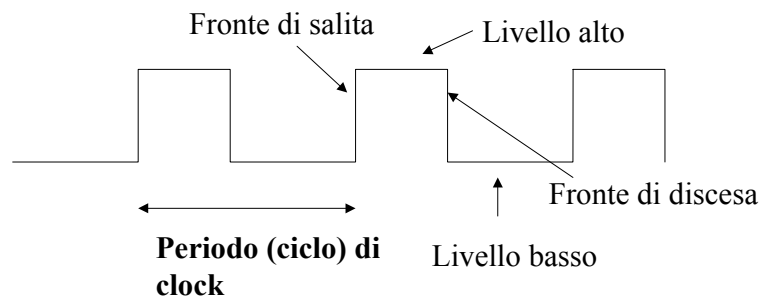 Fronte di salita
Livello alto
Fronte di discesa
Periodo (ciclo) di
clock
Livello basso